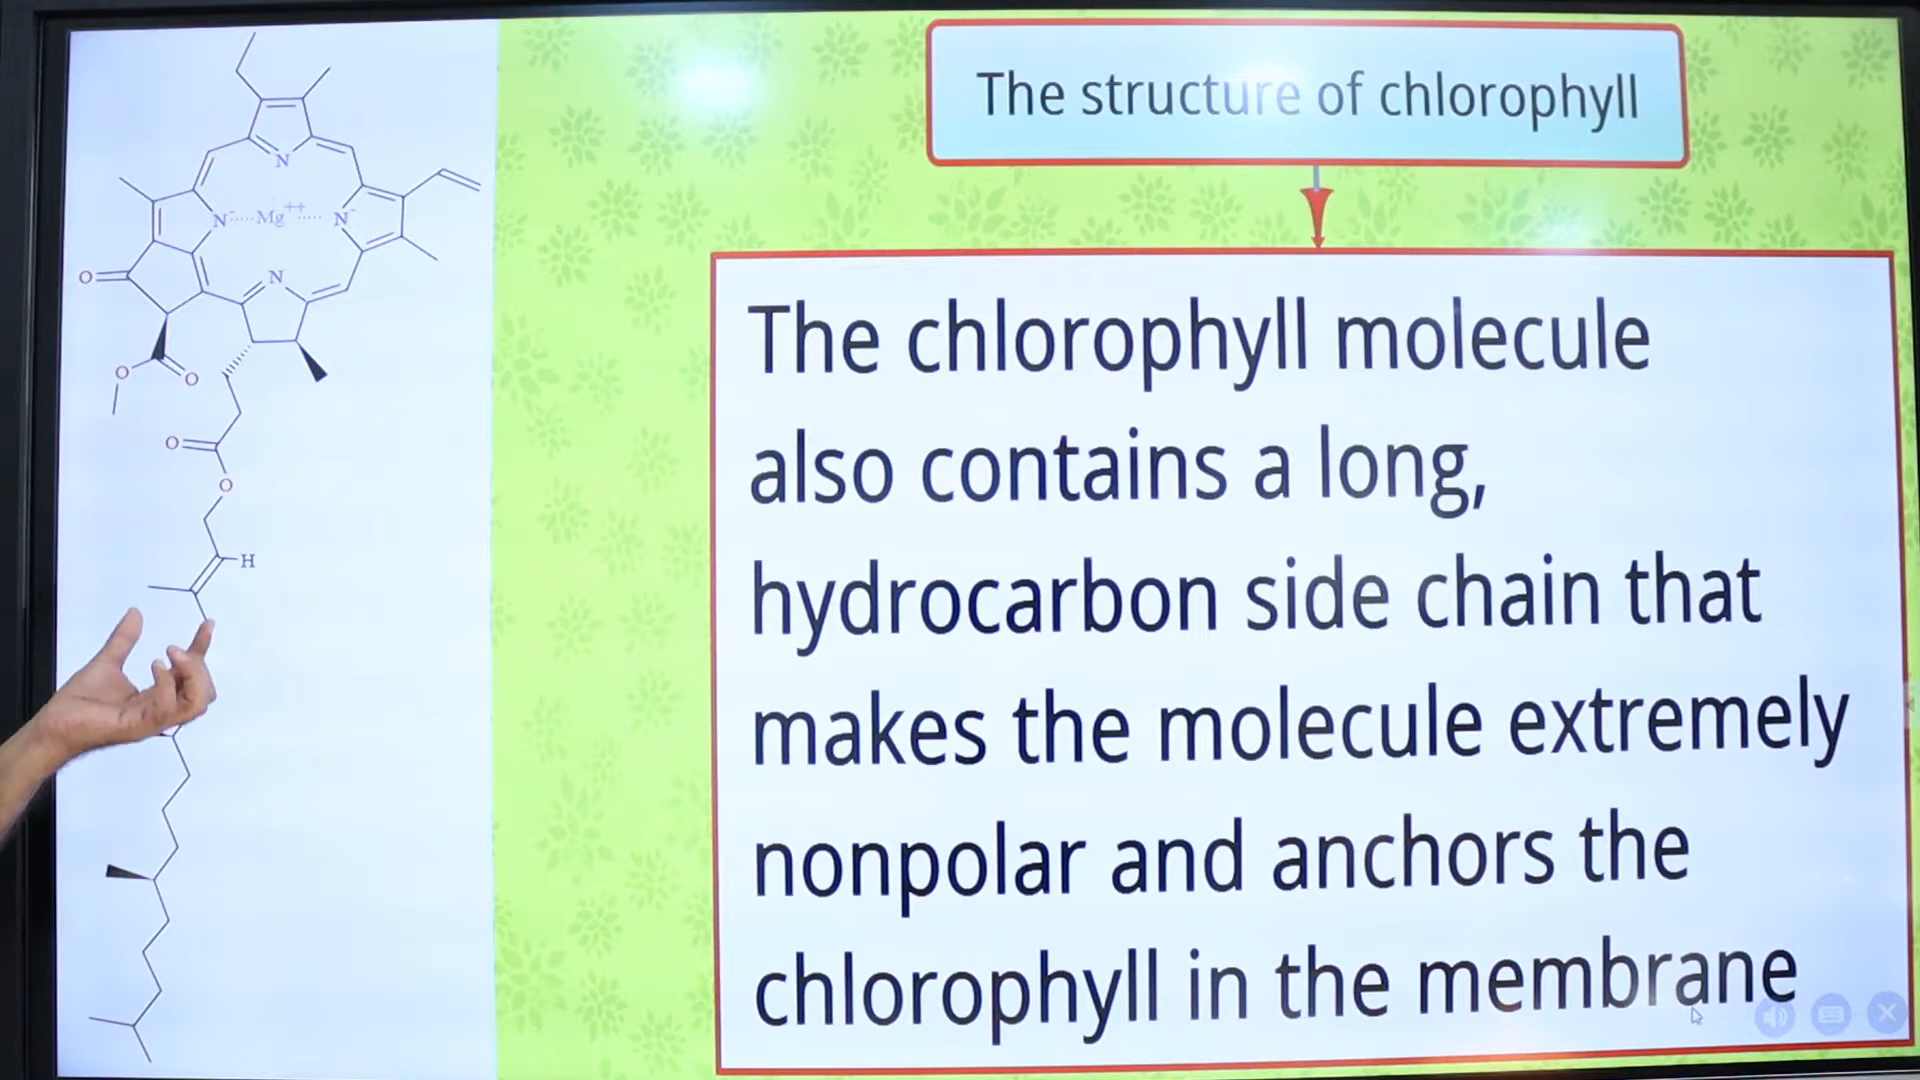 The structure of chlorophyll
The chlorophyll molecule
also contains a long,
hydrocarbon side chain that
makes the molecule extremely
nonpolar and anchors the
chlorophyll in the membrane
N
N⁻ Mg⁺⁺ N⁻
N
O
O
O
O
O
H